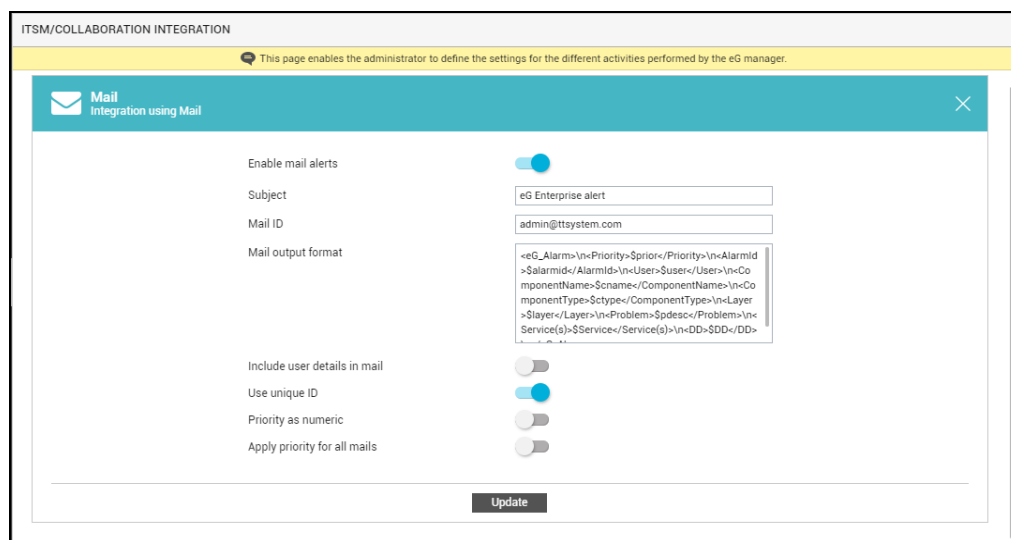 ITSM/COLLABORATION INTEGRATION
This page enables the administrator to define the settings for the different activities performed by the eG manager.
Mail
Integration using Mail
Enable mail alerts
Subject
eG Enterprise alert
Mail ID
admin@ttsystem.com
Mail output format
<eG_Alarm>\n<Priority>$prior</Priority>\n<AlarmId
>$alarmid</AlarmId>\n<User>$user</User>\n<Co
mponentName>$cname</ComponentName>\n<Co
mponentType>$ctype</ComponentType>\n<Layer
>$layer</Layer>\n<Problem>$pdesc</Problem>\n<
Service(s)>$Service</Service(s)>\n<DD>$DD</DD>
Include user details in mail
Use unique ID
Priority as numeric
Apply priority for all mails
Update